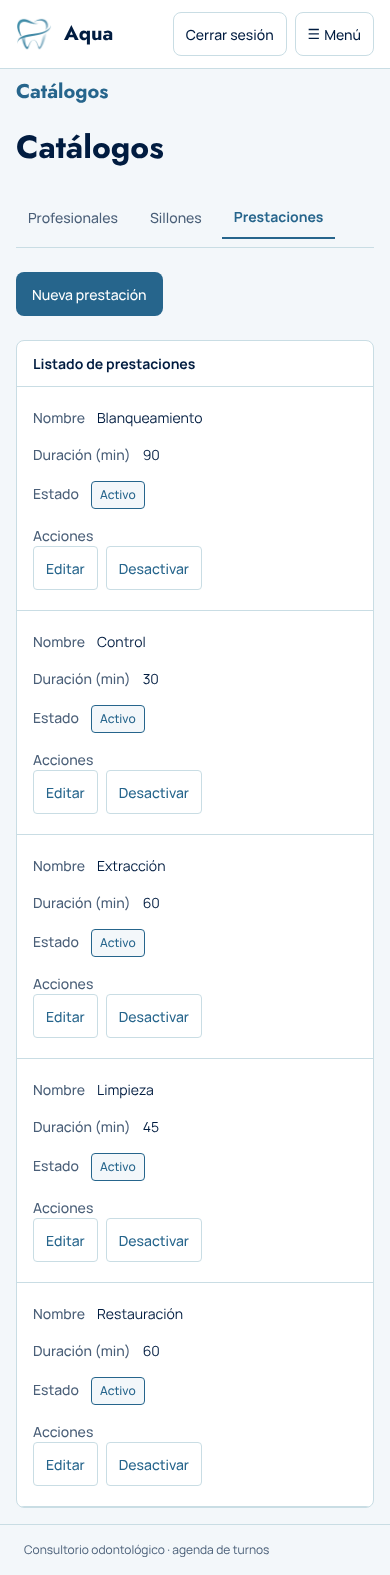 Aqua
Cerrar sesión
☰ Menú
Catálogos
Catálogos
Profesionales Sillones Prestaciones
Nueva prestación
Listado de prestaciones
Nombre Blanqueamiento
Duración (min) 90
Estado Activo
Acciones
Editar Desactivar
Nombre Control
Duración (min) 30
Estado Activo
Acciones
Editar Desactivar
Nombre Extracción
Duración (min) 60
Estado Activo
Acciones
Editar Desactivar
Nombre Limpieza
Duración (min) 45
Estado Activo
Acciones
Editar Desactivar
Nombre Restauración
Duración (min) 60
Estado Activo
Acciones
Editar Desactivar
Consultorio odontológico · agenda de turnos